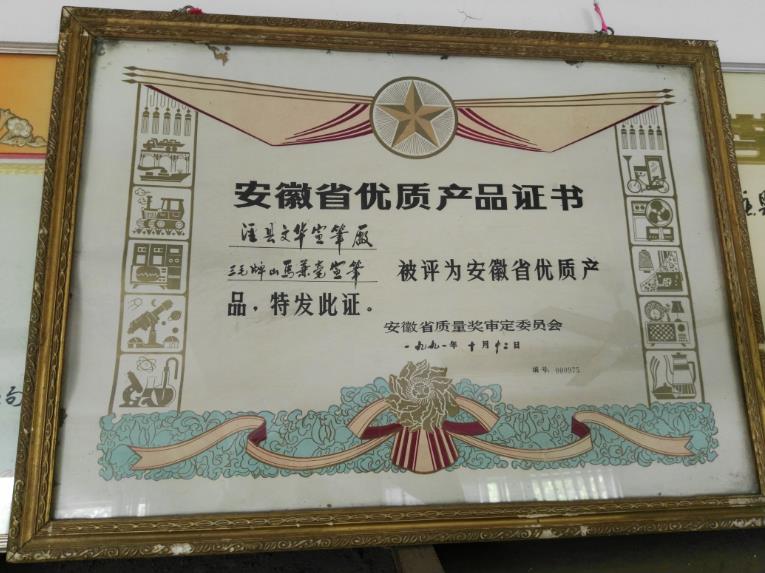 安徽省优质产品证书
泾县文华宣笔厰
三毛牌山馬兼毫宣笔 被评为安徽省优质产
品，特发此证。
安徽省质量奖审定委员会
一九九一年 十月 十二日
编号：000975